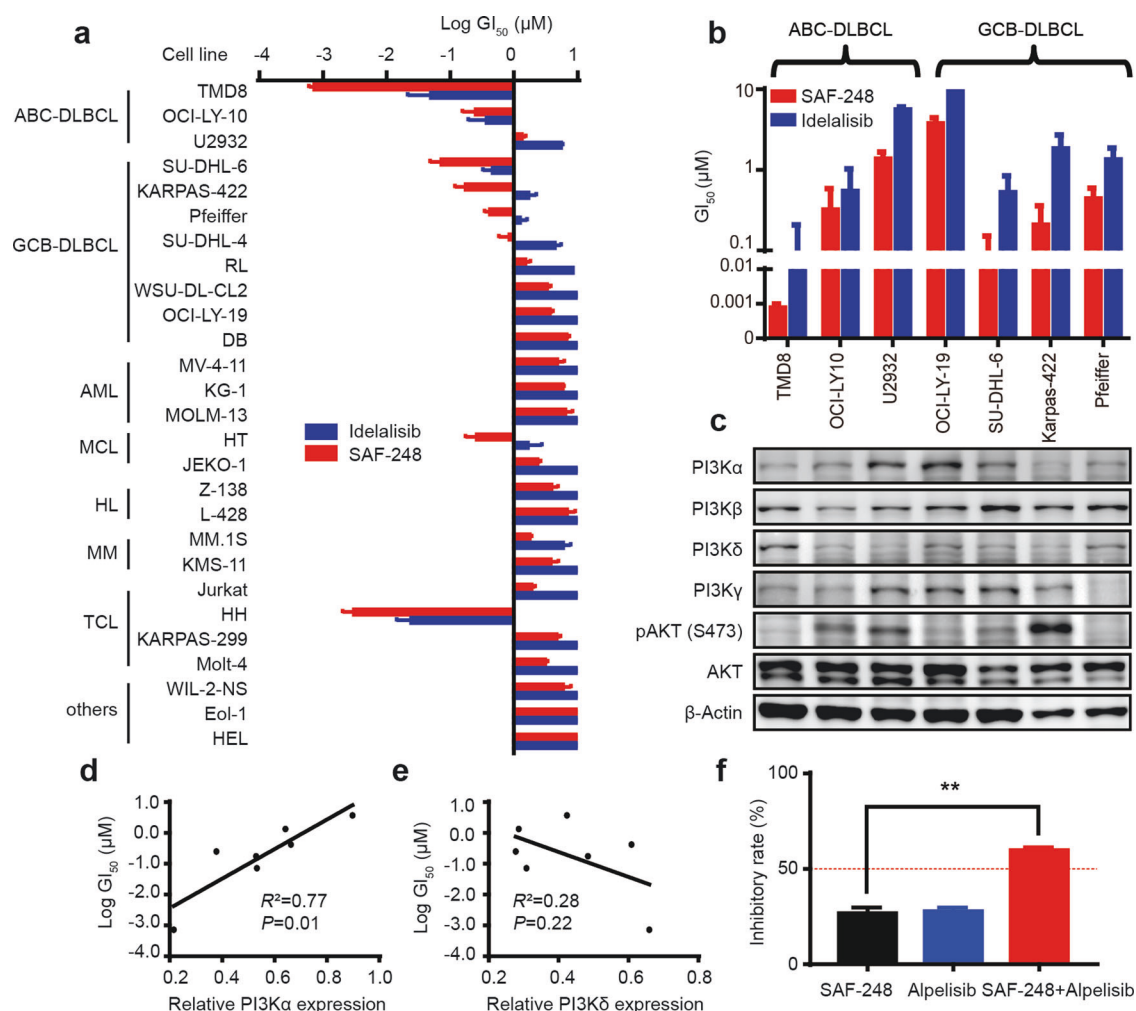 a
Log GI50 (µM)
Cell line
-4 -3 -2 -1 0 1
ABC-DLBCL
TMD8
OCI-LY-10
U2932
GCB-DLBCL
SU-DHL-6
KARPAS-422
Pfeiffer
SU-DHL-4
RL
WSU-DL-CL2
OCI-LY-19
DB
AML
MV-4-11
KG-1
MOLM-13
MCL
HT
JEKO-1
HL
Z-138
L-428
MM
MM.1S
KMS-11
TCL
Jurkat
HH
KARPAS-299
Molt-4
others
WIL-2-NS
Eol-1
HEL
Idelalisib
SAF-248
b
ABC-DLBCL GCB-DLBCL
SAF-248
Idelalisib
GI50 (µM)
10
1
0.1
0.01
0.001
0
TMD8
OCI-LY10
U2932
OCI-LY-19
SU-DHL-6
Karpas-422
Pfeiffer
c
PI3Kα
PI3Kβ
PI3Kδ
PI3Kγ
pAKT (S473)
AKT
β-Actin
d
Log GI50 (µM)
1.0
0.0
-1.0
-2.0
-3.0
-4.0
R²=0.77
P=0.01
0.2 0.4 0.6 0.8 1.0
Relative PI3Kα expression
e
Log GI50 (µM)
1.0
0.0
-1.0
-2.0
-3.0
-4.0
R²=0.28
P=0.22
0.2 0.4 0.6 0.8
Relative PI3Kδ expression
f
Inhibitory rate (%)
100
50
0
**
SAF-248 Alpelisib SAF-248+Alpelisib